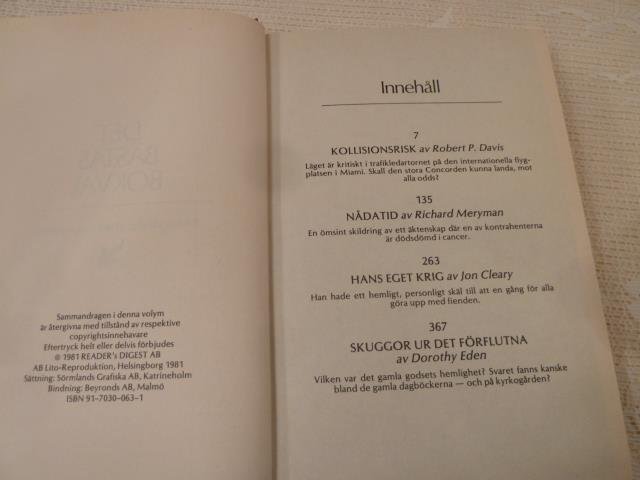 Sammandragen i denna volym
är återgivna med tillstånd av respektive
copyrightsinnehavare
Eftertryck helt eller delvis förbjudes
© 1981 READER'S DIGEST AB
AB Lito-Reproduktion, Helsingborg 1981
Sättning: Sörmlands Grafiska AB, Katrineholm
Bindning: Beyronds AB, Malmö
ISBN 91-7030-063-1
Innehåll
7
KOLLISIONSRISK av Robert P. Davis
Läget är kritiskt i trafikledartornet på den internationella flyg-
platsen i Miami. Skall den stora Concorden kunna landa, mot
alla odds?
135
NÅDATID av Richard Meryman
En ömsint skildring av ett äktenskap där en av kontrahenterna
är dödsdömd i cancer.
263
HANS EGET KRIG av Jon Cleary
Han hade ett hemligt, personligt skäl till att en gång för alla
göra upp med fienden.
367
SKUGGOR UR DET FÖRFLUTNA
av Dorothy Eden
Vilken var det gamla godsets hemlighet? Svaret fanns kanske
bland de gamla dagböckerna — och på kyrkogården?